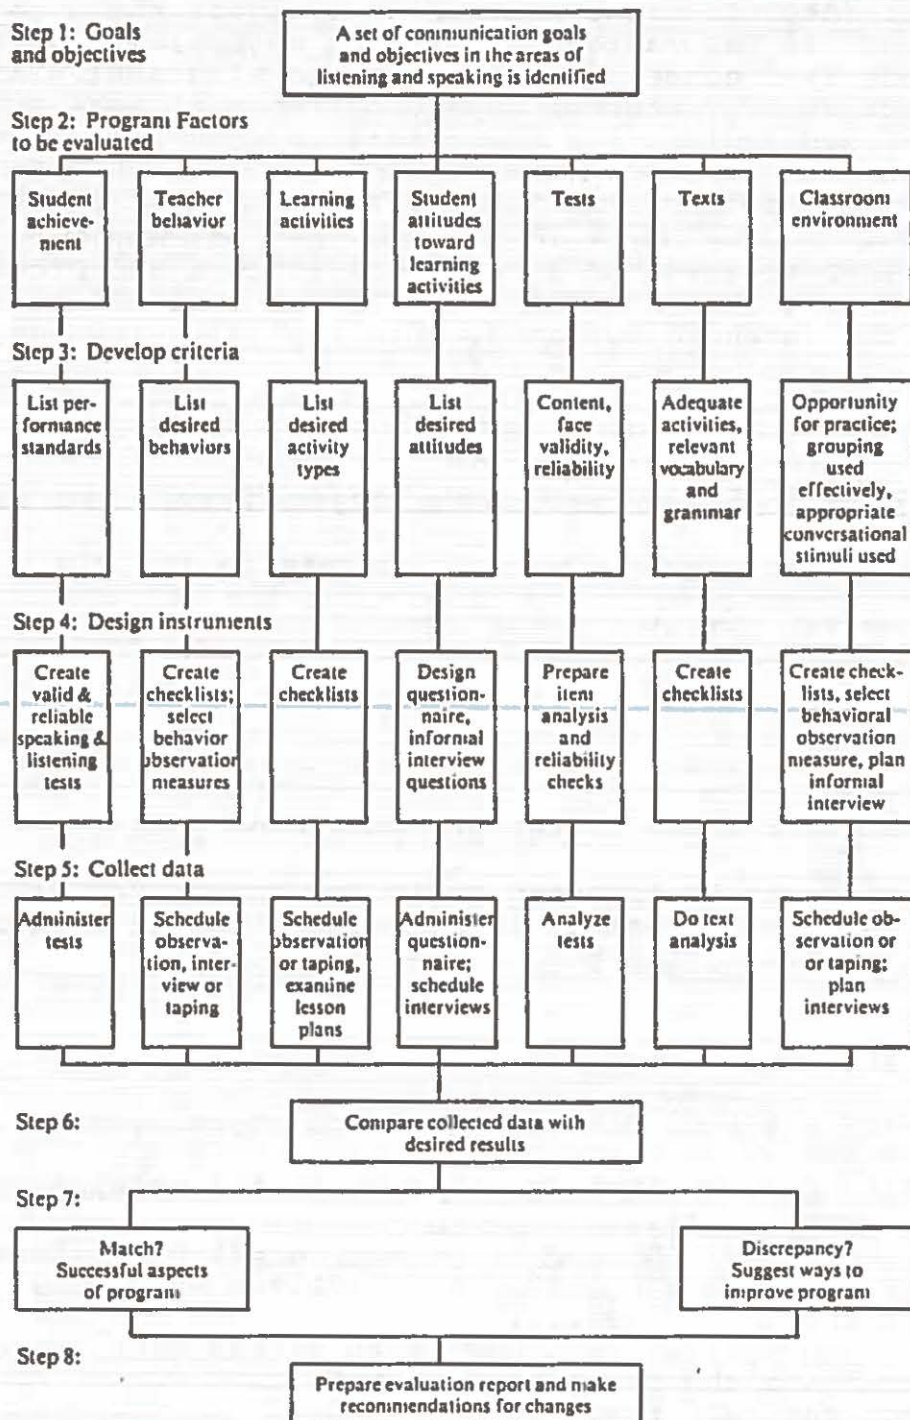 Step 1: Goals
and objectives
A set of communication goals
and objectives in the areas of
listening and speaking is identified
Step 2: Program Factors
to be evaluated
Student
achieve-
ment
Teacher
behavior
Learning
activities
Student
attitudes
toward
learning
activities
Tests
Texts
Classroom
environment
Step 3: Develop criteria
List per-
formance
standards
List
desired
behaviors
List
desired
activity
types
List
desired
attitudes
Content,
face
validity,
reliability
Adequate
activities,
relevant
vocabulary
and
grammar
Opportunity
for practice;
grouping
used
effectively,
appropriate
conversational
stimuli used
Step 4: Design instruments
Create
valid &
reliable
speaking &
listening
tests
Create
checklists;
select
behavior
observation
measures
Create
checklists
Design
question-
naire,
informal
interview
questions
Prepare
item
analysis
and
reliability
checks
Create
checklists
Create check-
lists, select
behavioral
observation
measure, plan
informal
interview
Step 5: Collect data
Administer
tests
Schedule
observa-
tion, inter-
view or
taping
Schedule
observation
or taping,
examine
lesson
plans
Administer
question-
naire;
schedule
interviews
Analyze
tests
Do text
analysis
Schedule ob-
servation or
or taping;
plan
interviews
Step 6:
Compare collected data with
desired results
Step 7:
Match?
Successful aspects
of program
Discrepancy?
Suggest ways to
improve program
Step 8:
Prepare evaluation report and make
recommendations for changes